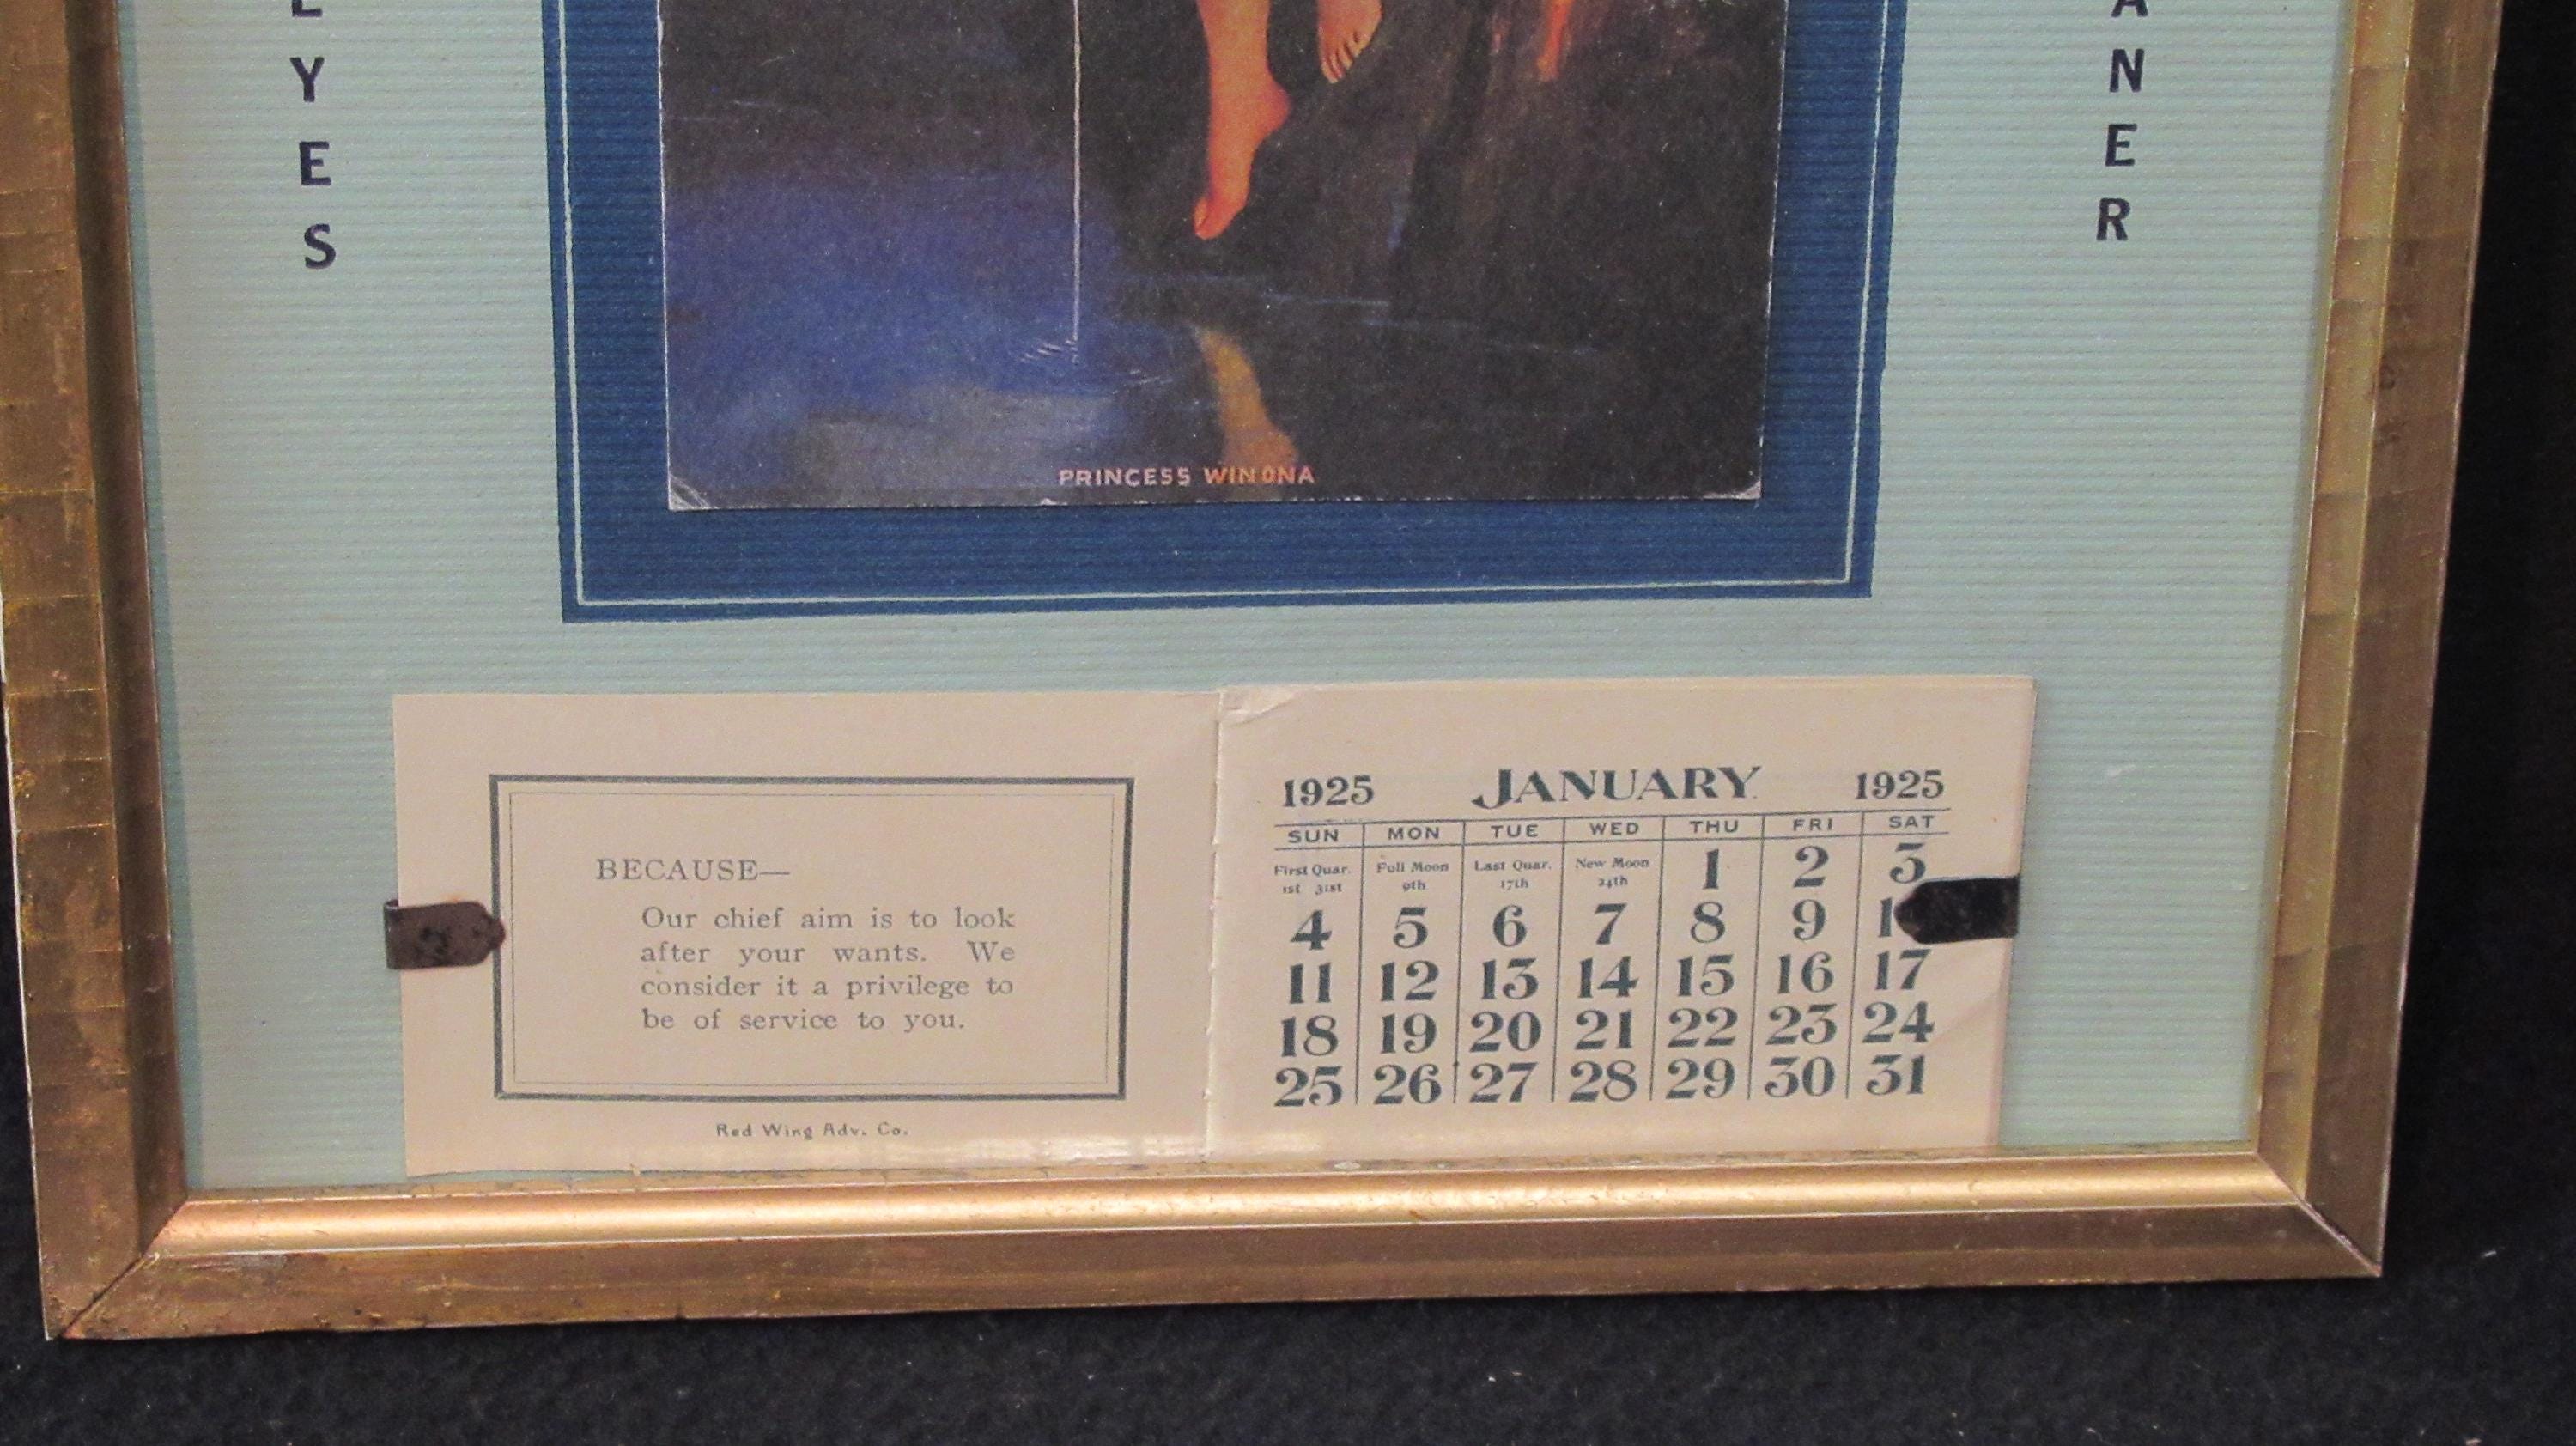 Y
E
S
A
N
E
R
PRINCESS WINONA
BECAUSE—
Our chief aim is to look
after your wants. We
consider it a privilege to
be of service to you.
Red Wing Adv. Co.
1925 JANUARY 1925
SUN MON TUE WED THU FRI SAT
First Quar. Full Moon Last Quar. New Moon 1 2 3
1st 31st 9th 17th 24th
4 5 6 7 8 9
11 12 13 14 15 16 17
18 19 20 21 22 23 24
25 26 27 28 29 30 31